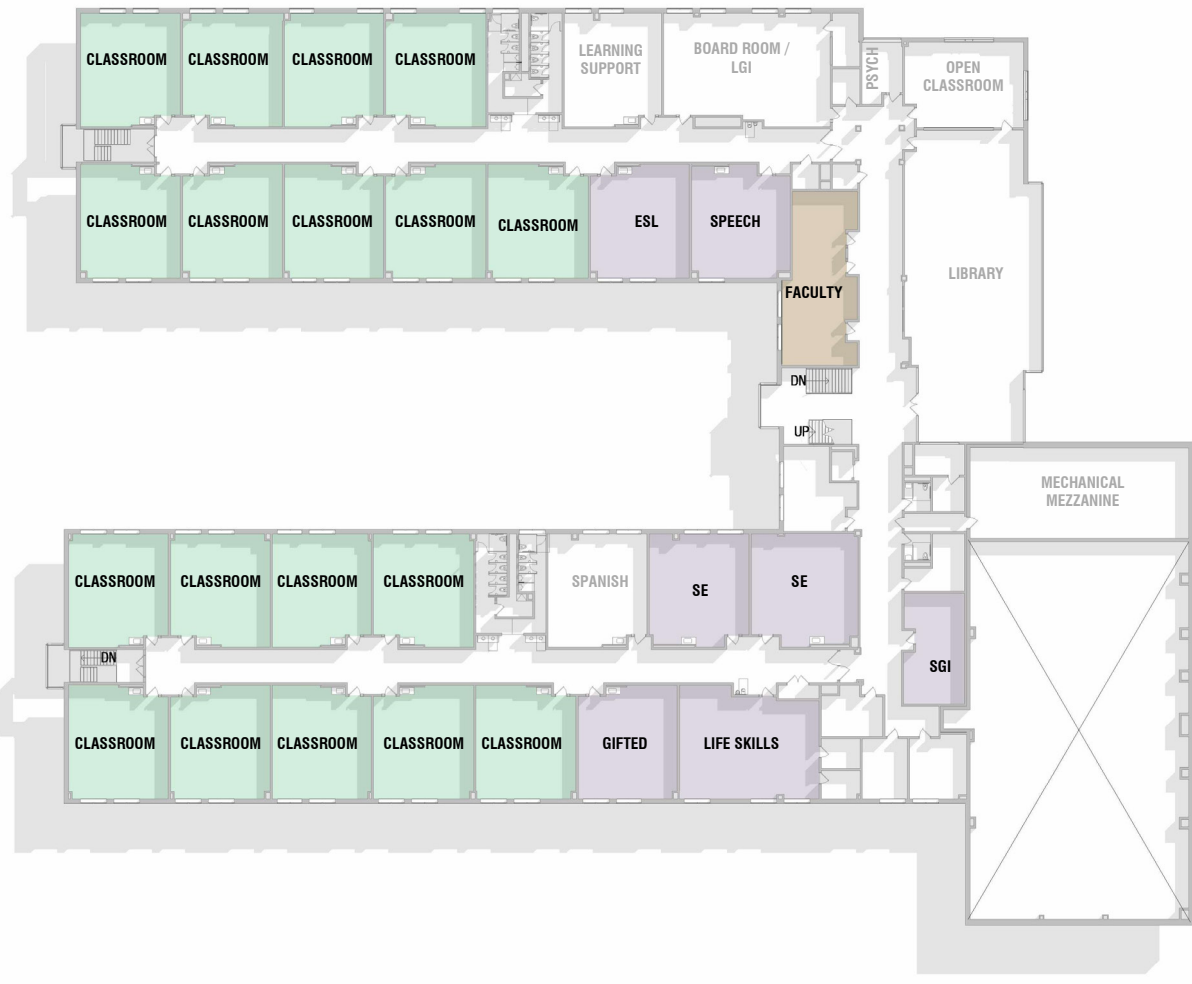 CLASSROOM
CLASSROOM
CLASSROOM
CLASSROOM
LEARNING
SUPPORT
BOARD ROOM /
LGI
PSYCH
OPEN
CLASSROOM
CLASSROOM
CLASSROOM
CLASSROOM
CLASSROOM
CLASSROOM
ESL
SPEECH
FACULTY
LIBRARY
DN
UP
MECHANICAL
MEZZANINE
CLASSROOM
CLASSROOM
CLASSROOM
CLASSROOM
SPANISH
SE
SE
DN
SGI
CLASSROOM
CLASSROOM
CLASSROOM
CLASSROOM
CLASSROOM
GIFTED
LIFE SKILLS